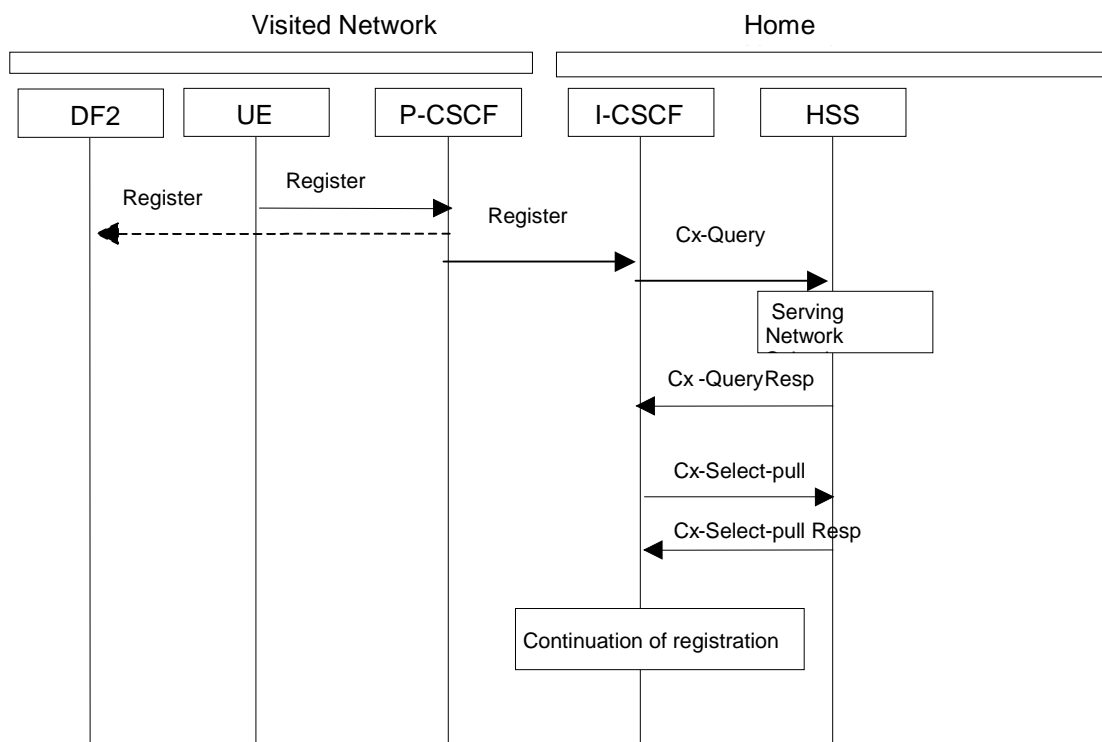 Visited Network
Home
DF2
UE
P-CSCF
I-CSCF
HSS
Register
Register
Register
Cx-Query
Serving
Network
Cx -QueryResp
Cx-Select-pull
Cx-Select-pull Resp
Continuation of registration